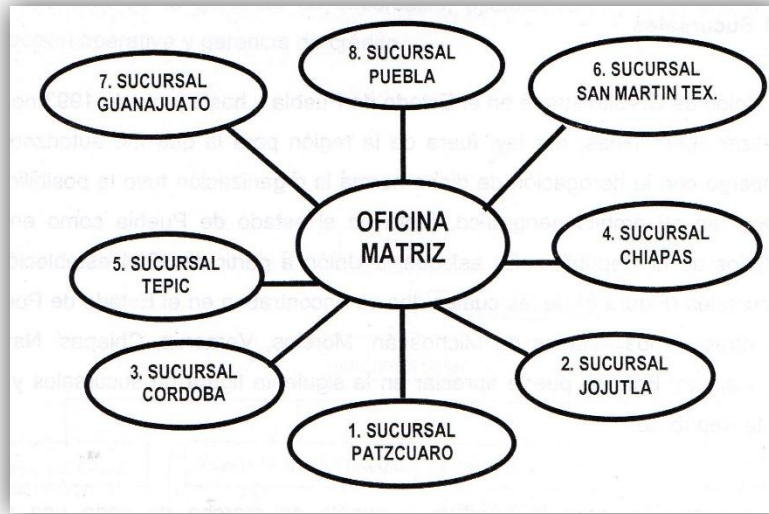 8. SUCURSAL
PUEBLA
7. SUCURSAL
GUANAJUATO
6. SUCURSAL
SAN MARTIN TEX.
OFICINA
MATRIZ
5. SUCURSAL
TEPIC
4. SUCURSAL
CHIAPAS
3. SUCURSAL
CORDOBA
2. SUCURSAL
JOJUTLA
1. SUCURSAL
PATZCUARO